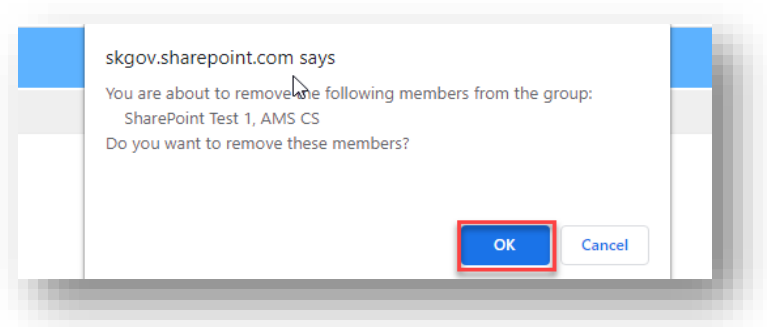 skgov.sharepoint.com says
You are about to remove the following members from the group:
SharePoint Test 1, AMS CS
Do you want to remove these members?
OK
Cancel